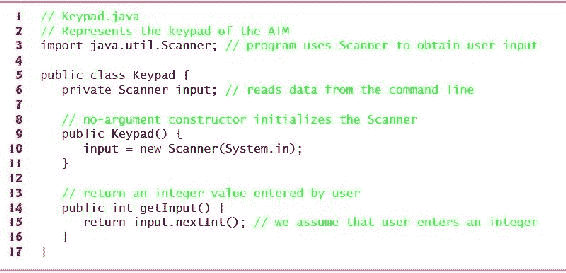 1 // Keypad.java
2 // Represents the keypad of the ATM
3 import java.util.Scanner; // program uses Scanner to obtain user input
4
5 public class Keypad {
6 private Scanner input; // reads data from the command line
7
8 // no-argument constructor initializes the Scanner
9 public Keypad() {
10 input = new Scanner(System.in);
11 }
12
13 // return an integer value entered by user
14 public int getInput() {
15 return input.nextInt(); // we assume that user enters an integer
16 }
17 }